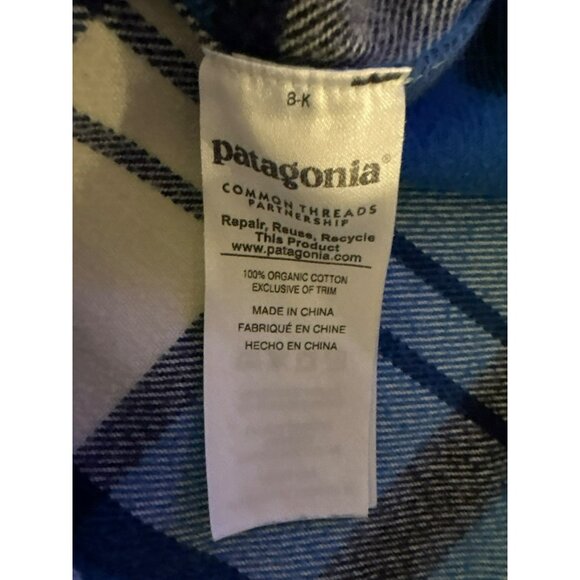 8-K
patagonia®
COMMON THREADS
PARTNERSHIP
Repair, Reuse, Recycle
This Product
www.patagonia.com
100% ORGANIC COTTON
EXCLUSIVE OF TRIM
MADE IN CHINA
FABRIQUÉ EN CHINE
HECHO EN CHINA